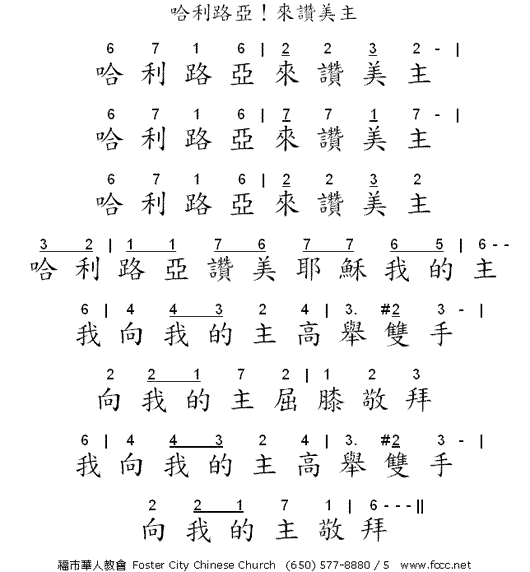 哈利路亞！來讚美主
6 7 1 6 | 2 2 3 2 - |
哈利路亞來讚美主
6 7 1 6 | 7 7 1 7 - |
哈利路亞來讚美主
6 7 1 6 | 2 2 3 2
哈利路亞來讚美主
3 2 | 1 1 7 6 7 7 6 5 | 6 - -
哈利路亞讚美耶穌我的主
6 | 4 4 3 2 4 | 3. #2 3 - |
我向我的主高舉雙手
2 2 1 7 2 | 1 2 3
向我的主屈膝敬拜
6 | 4 4 3 2 4 | 3. #2 3 - |
我向我的主高舉雙手
2 2 1 7 1 | 6 - - - ||
向我的主敬拜
福市華人教會 Foster City Chinese Church (650) 577-8880 / 5 www.fccc.net